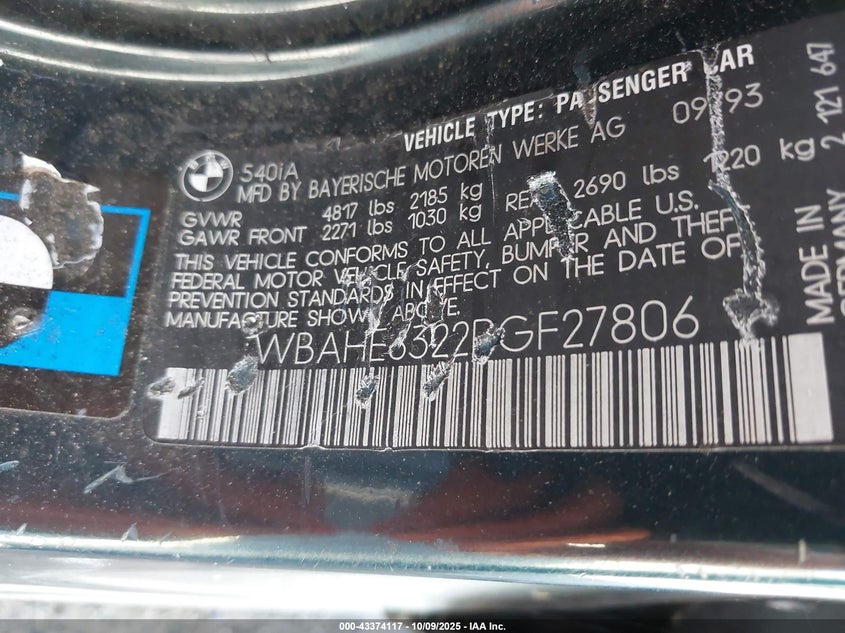 VEHICLE TYPE: PASSENGER CAR
540iA 09/93
MFD BY BAYERISCHE MOTOREN WERKE AG
GVWR 4817 lbs 2185 kg
GAWR FRONT 2271 lbs 1030 kg REAR 2690 lbs 1220 kg
THIS VEHICLE CONFORMS TO ALL APPLICABLE U.S.
FEDERAL MOTOR VEHICLE SAFETY, BUMPER AND THEFT
PREVENTION STANDARDS IN EFFECT ON THE DATE OF
MANUFACTURE SHOWN ABOVE.
WBAHE6322RGF27806
MADE IN
GERMANY 2 121 647
000-43374117 - 10/09/2025 - IAA Inc.